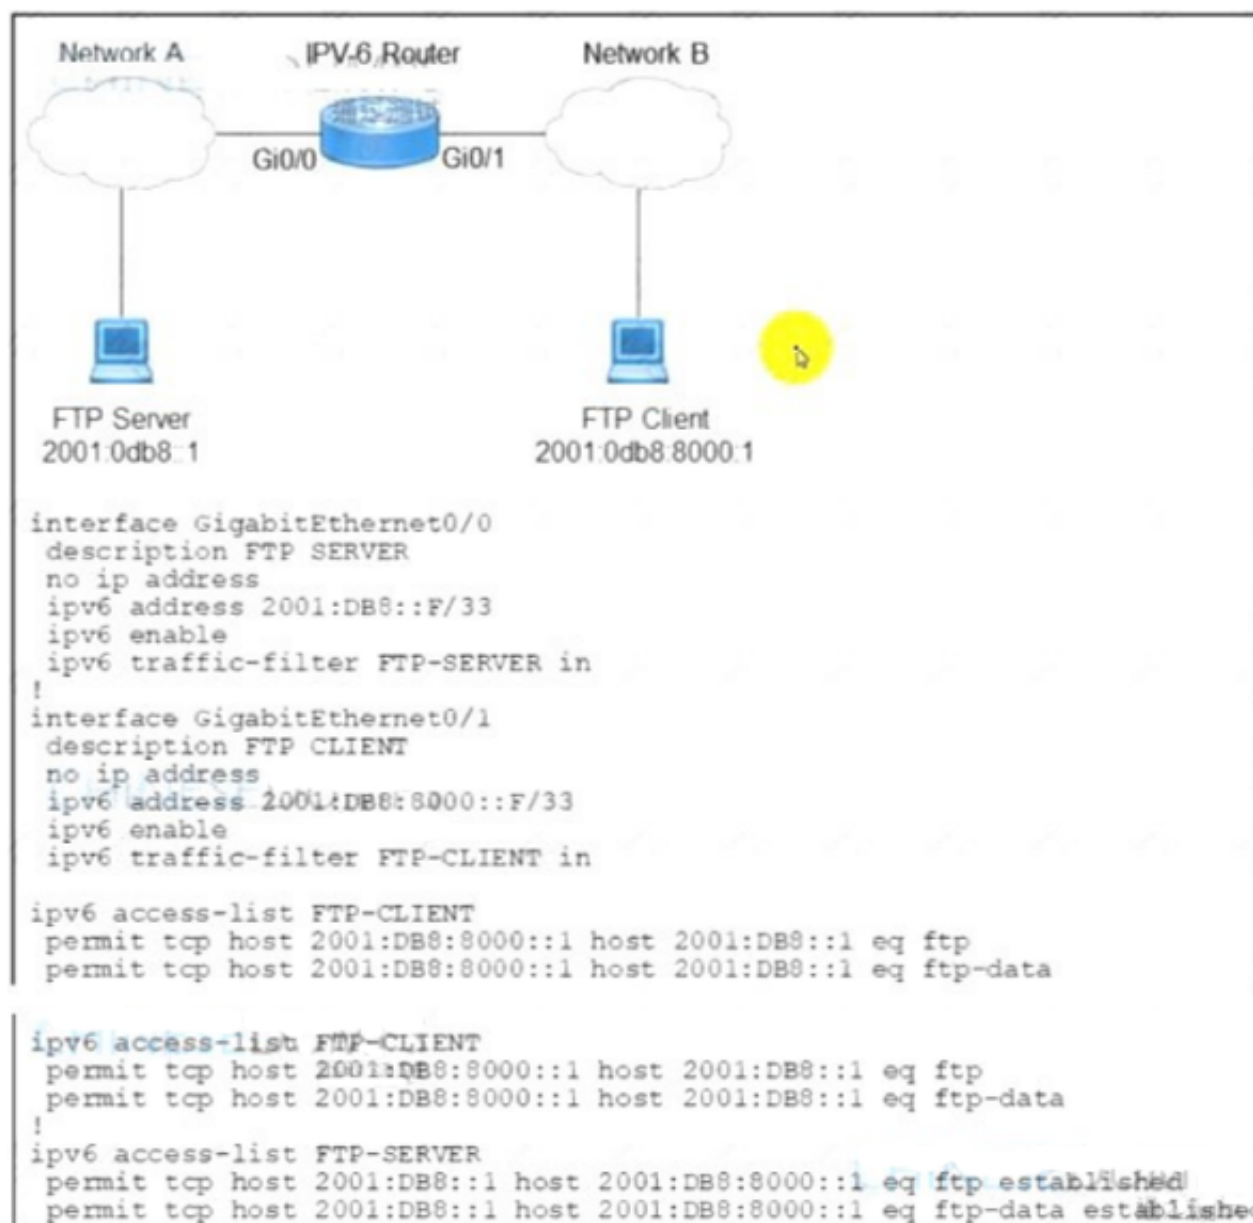 Network A IPV-6 Router Network B
Gi0/0 Gi0/1
FTP Server FTP Client
2001:0db8::1 2001:0db8:8000:1
interface GigabitEthernet0/0
description FTP SERVER
no ip address
ipv6 address 2001:DB8::F/33
ipv6 enable
ipv6 traffic-filter FTP-SERVER in
!
interface GigabitEthernet0/1
description FTP CLIENT
no ip address
ipv6 address 2001:DB8:8000::F/33
ipv6 enable
ipv6 traffic-filter FTP-CLIENT in
ipv6 access-list FTP-CLIENT
permit tcp host 2001:DB8:8000::1 host 2001:DB8::1 eq ftp
permit tcp host 2001:DB8:8000::1 host 2001:DB8::1 eq ftp-data
ipv6 access-list FTP-CLIENT
permit tcp host 2001:DB8:8000::1 host 2001:DB8::1 eq ftp
permit tcp host 2001:DB8:8000::1 host 2001:DB8::1 eq ftp-data
!
ipv6 access-list FTP-SERVER
permit tcp host 2001:DB8::1 host 2001:DB8:8000::1 eq ftp established
permit tcp host 2001:DB8::1 host 2001:DB8:8000::1 eq ftp-data established